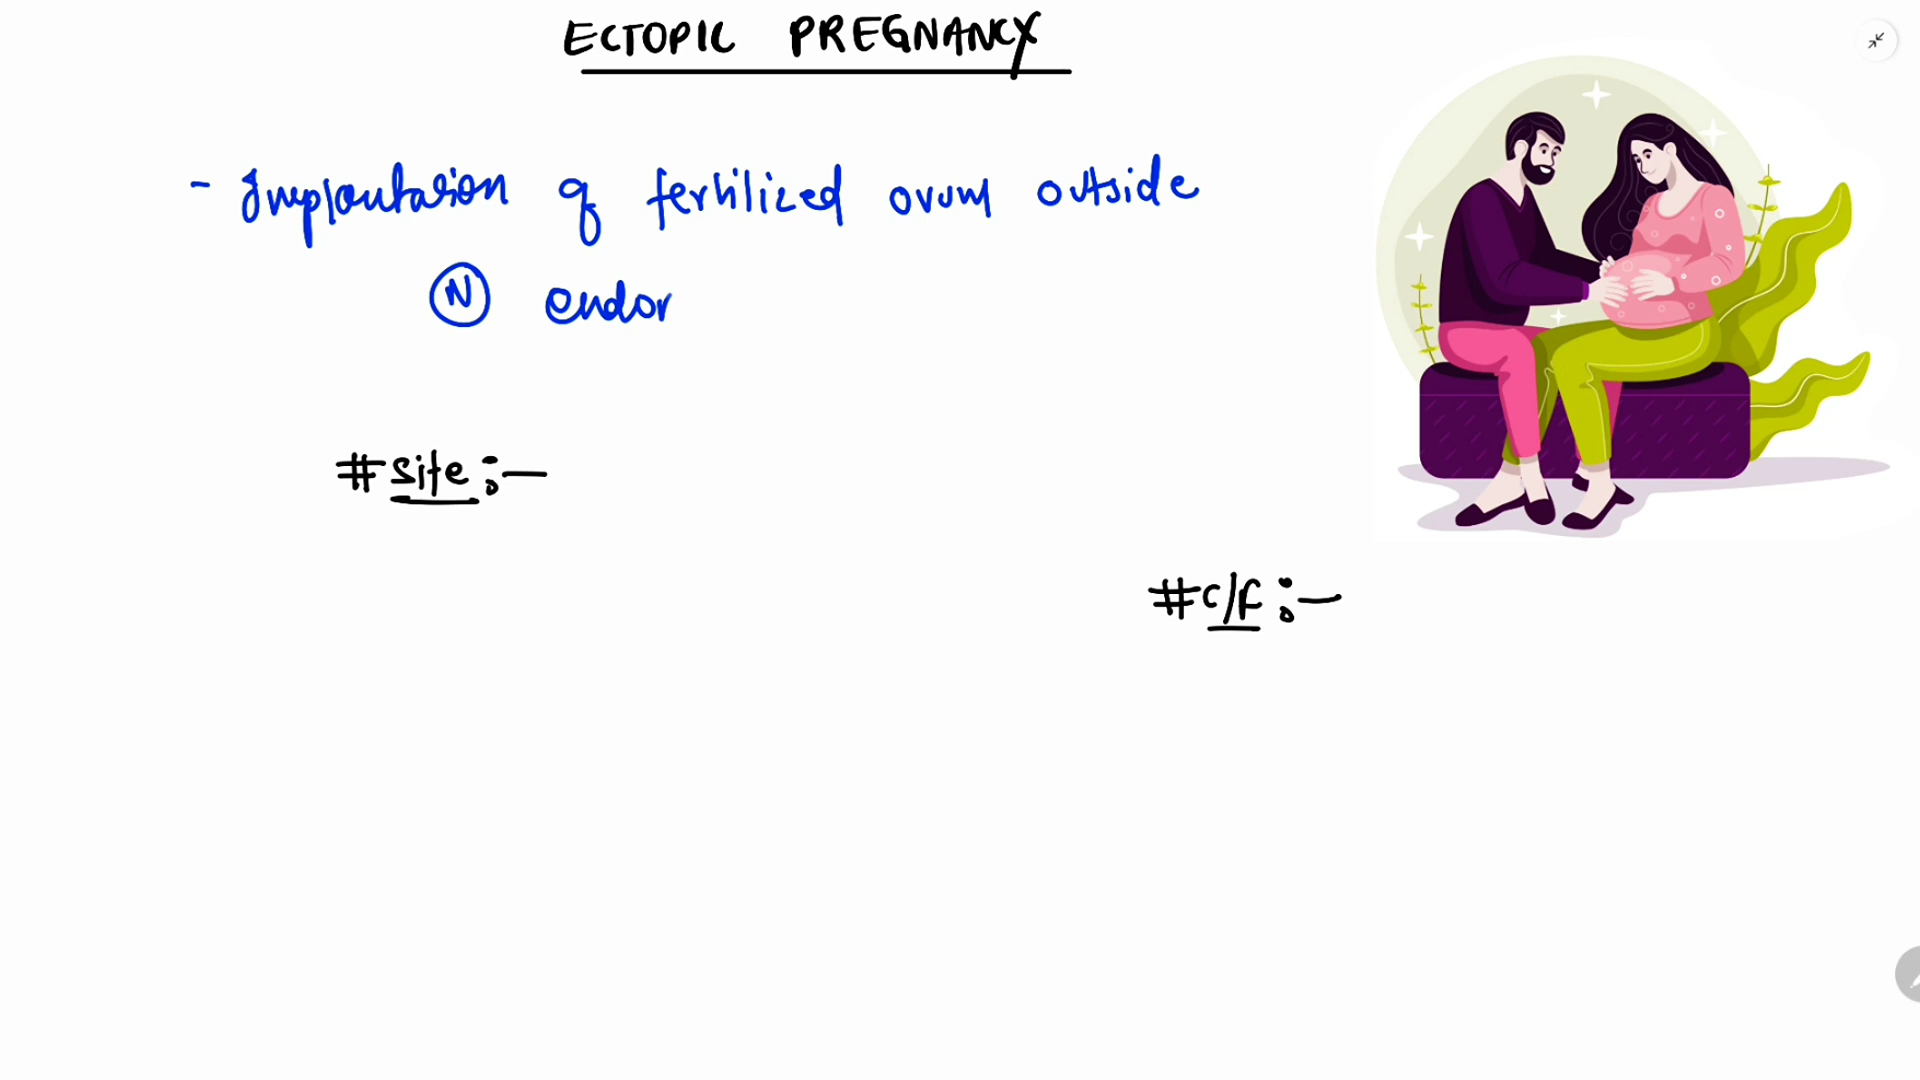 ECTOPIC PREGNANCY
- Implantation of fertilized ovum outside
(N) endor
# site :-
# c/f :-